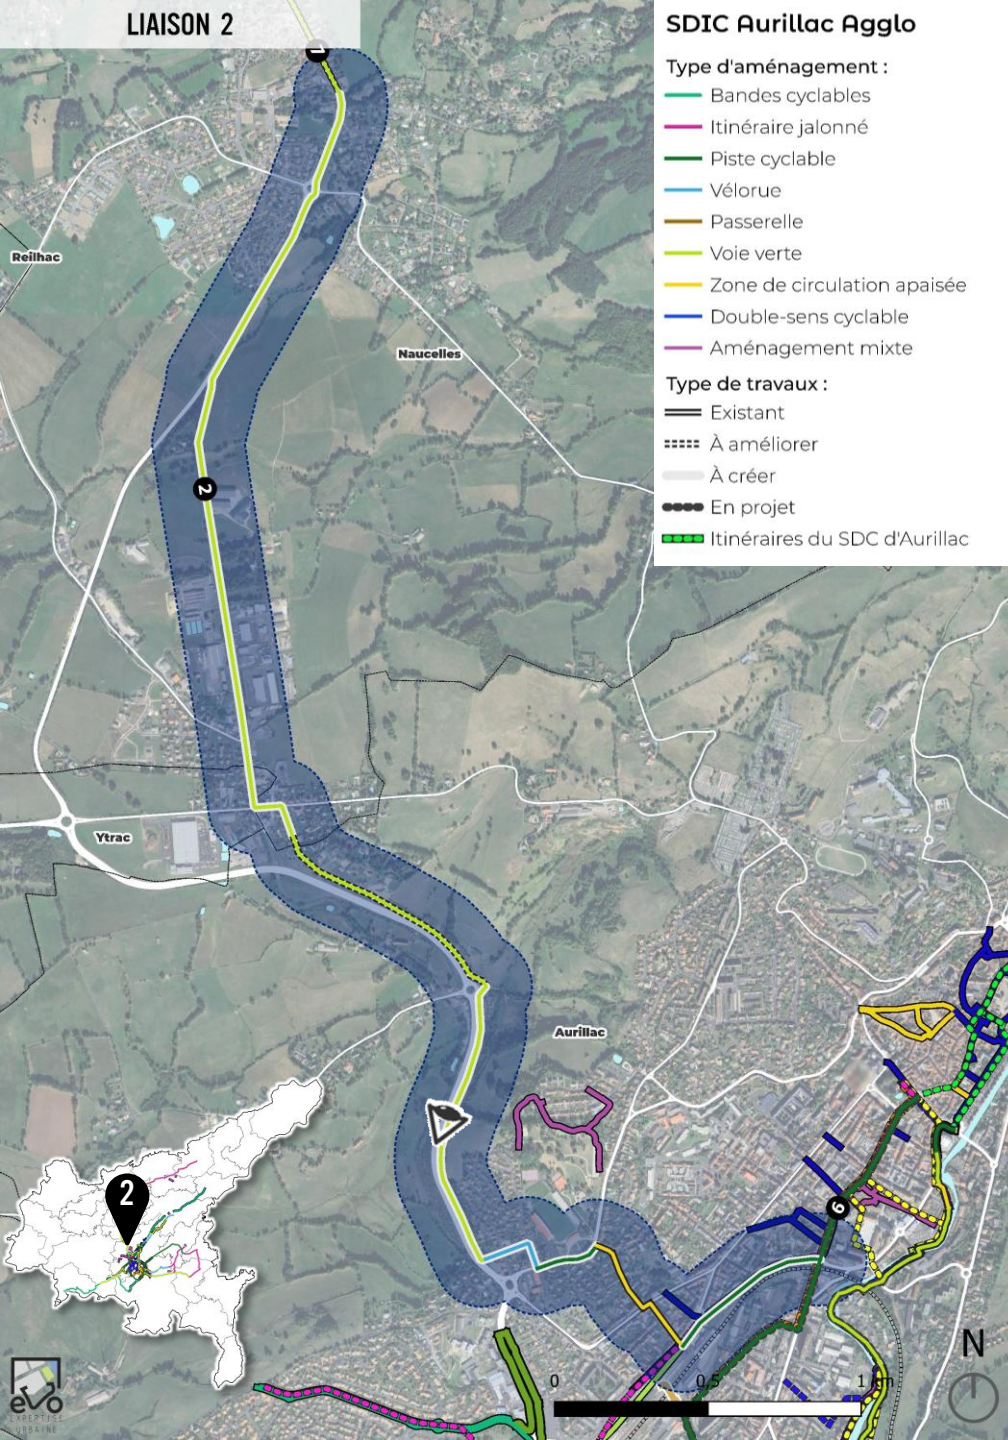 LIAISON 2
SDIC Aurillac Agglo
Type d'aménagement :
Bandes cyclables
Itinéraire jalonné
Piste cyclable
Vélorue
Passerelle
Voie verte
Zone de circulation apaisée
Double-sens cyclable
Aménagement mixte
Type de travaux :
Existant
À améliorer
À créer
En projet
Itinéraires du SDC d'Aurillac
1
Reilhac
Naucelles
2
Ytrac
Aurillac
2
9
N
0 0.5 1 km
evo
EXPERTISE
URBAINE